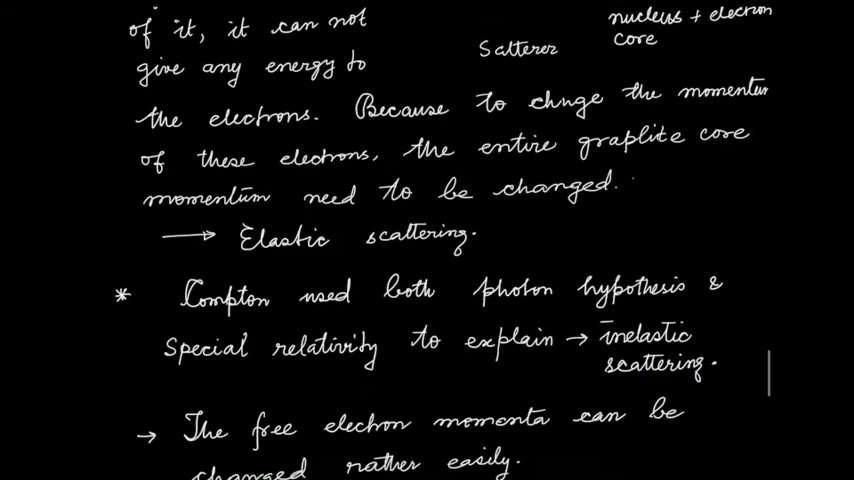 of it, it can not
give any energy to
Satterer
nucleus + electron
core
the electrons. Because to chnge the momentum
of these electrons, the entire graplite core
momentum need to be changed.
→ Elastic scattering.
* Compton used both photon hypothesis &
special relativity to explain → inelastic
scattering.
→ The free electron momenta can be
changed rather easily.